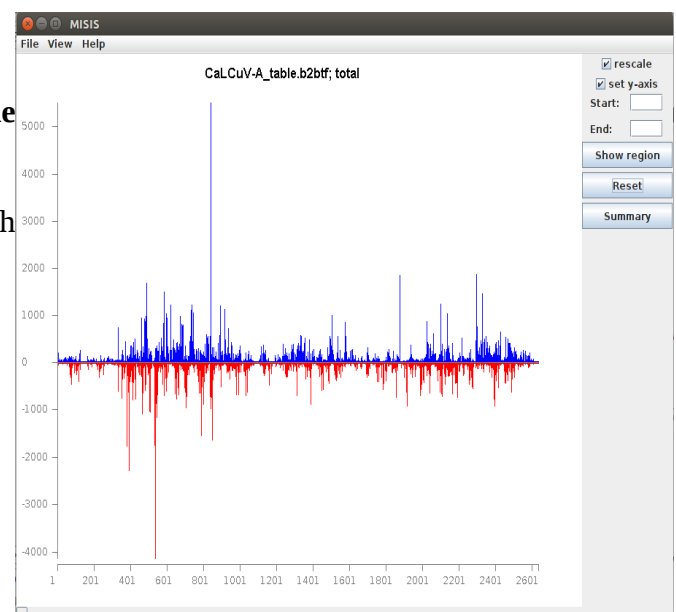 MISIS
File View Help
CaLCuV-A_table.b2btf; total
rescale
set y-axis
Start:
End:
Show region
Reset
Summary
e
h
5000
4000
3000
2000
1000
0
-1000
-2000
-3000
-4000
1 201 401 601 801 1001 1201 1401 1601 1801 2001 2201 2401 2601